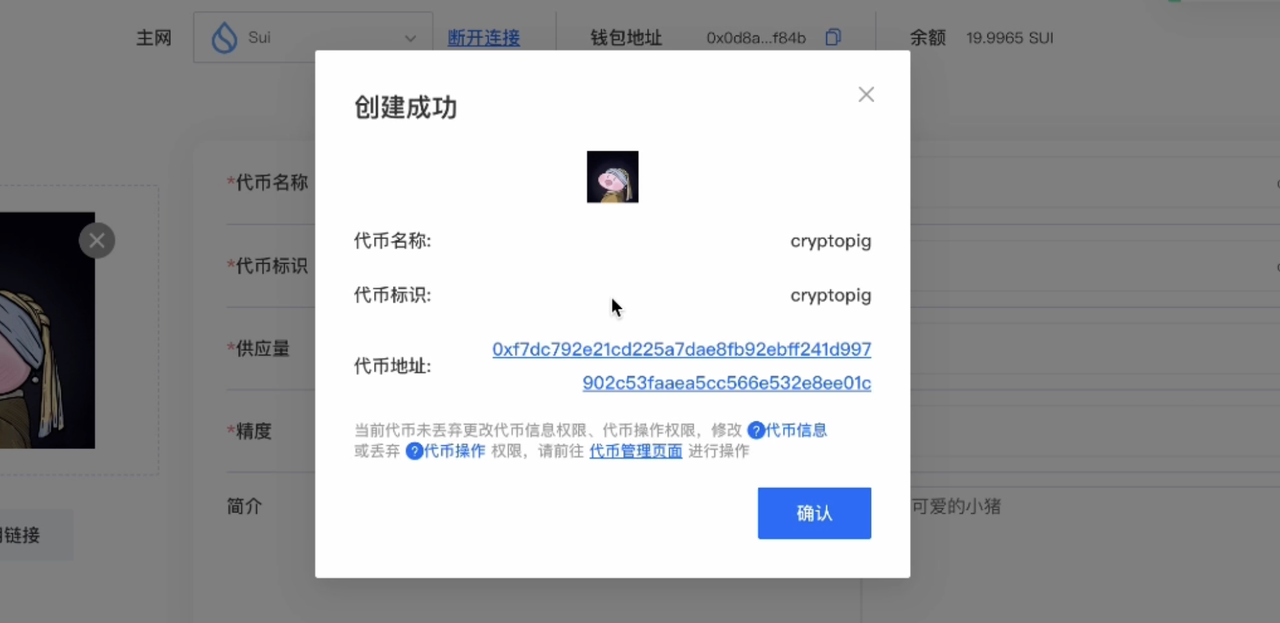 主网
Sui
断开连接
钱包地址
0x0d8a...f84b
余额
19.9965 SUI
创建成功
*代币名称
代币名称:
cryptopig
*代币标识
代币标识:
cryptopig
*供应量
代币地址:
0xf7dc792e21cd225a7dae8fb92ebff241d997
902c53faaea5cc566e532e8ee01c
*精度
当前代币未丢弃更改代币信息权限、代币操作权限，修改 ?代币信息
或丢弃 ?代币操作 权限，请前往 代币管理页面 进行操作
简介
可爱的小猪
确认
链接